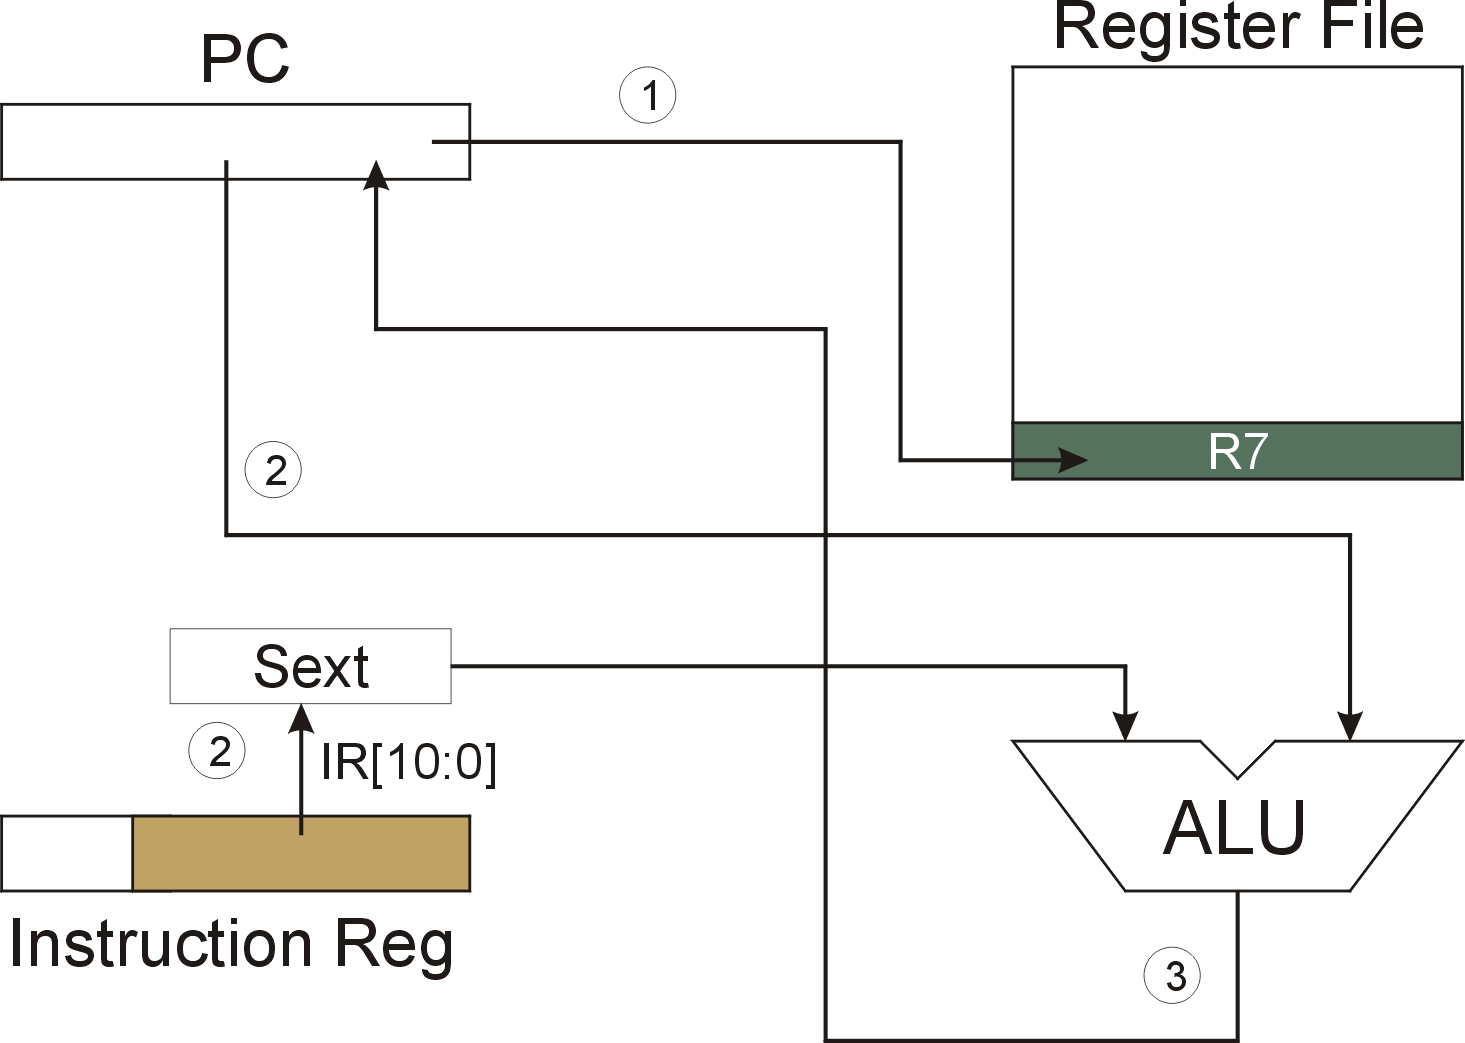 Register File
PC
1
R7
2
Sext
2
IR[10:0]
ALU
Instruction Reg
3